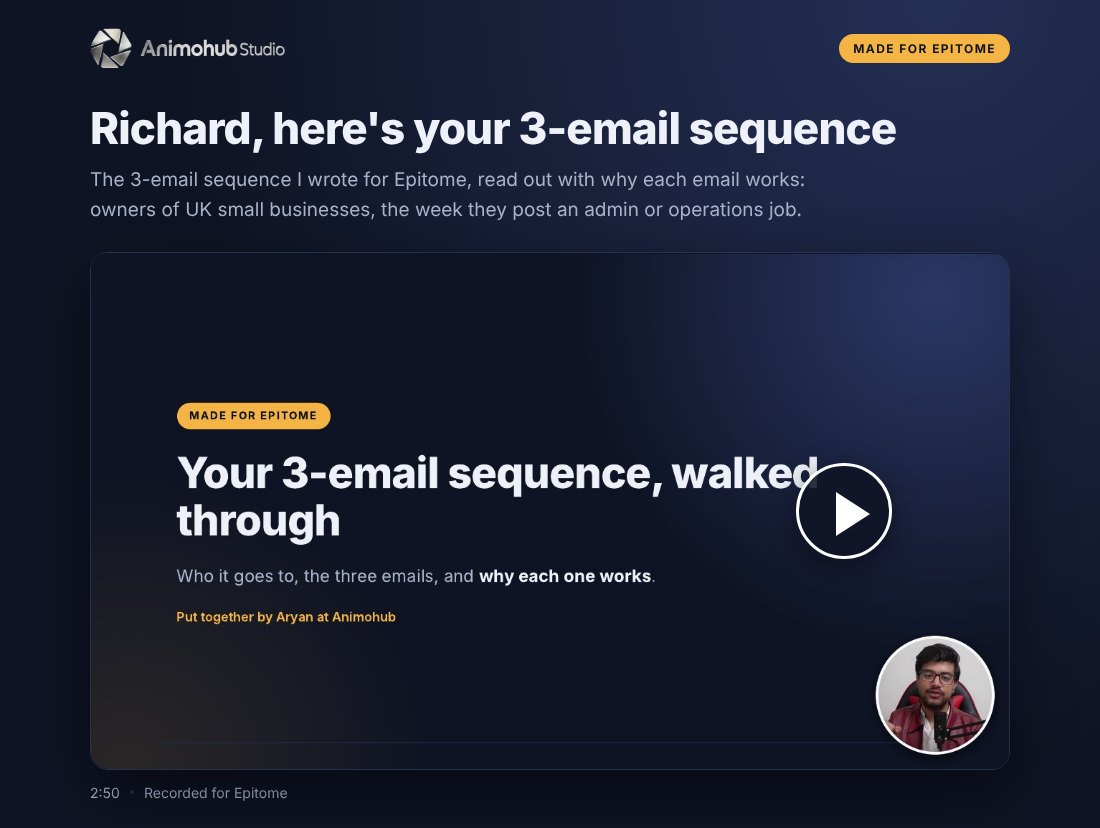 Animohub Studio
MADE FOR EPITOME
Richard, here's your 3-email sequence
The 3-email sequence I wrote for Epitome, read out with why each email works:
owners of UK small businesses, the week they post an admin or operations job.
MADE FOR EPITOME
Your 3-email sequence, walked
through
Who it goes to, the three emails, and why each one works.
Put together by Aryan at Animohub
2:50 • Recorded for Epitome